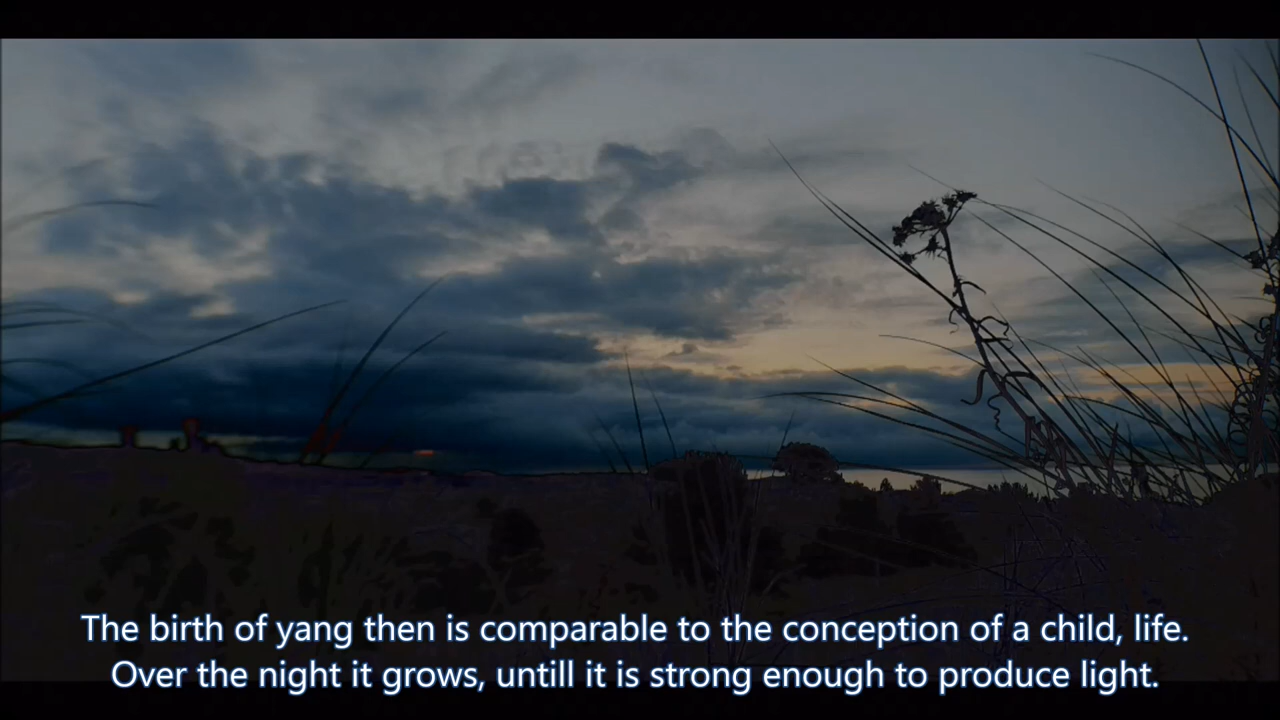 The birth of yang then is comparable to the conception of a child, life.
Over the night it grows, untill it is strong enough to produce light.